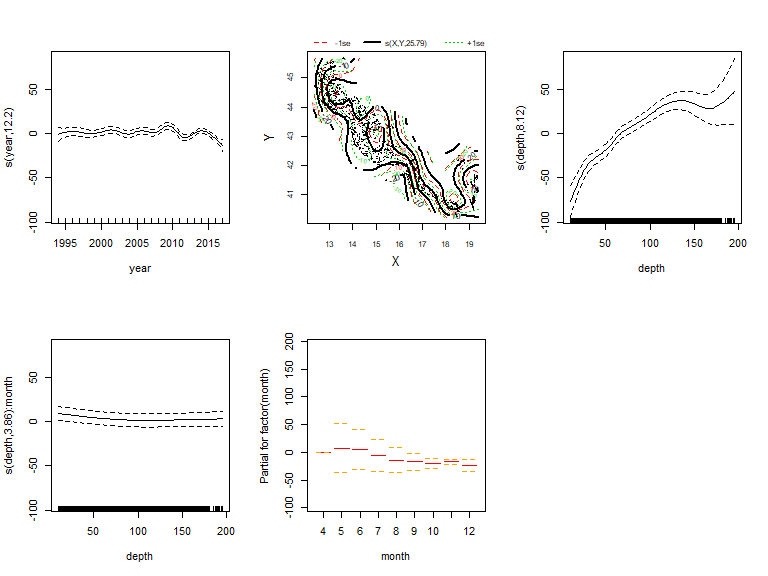 s(year,12.2)
50
0
-50
-100
1995 2000 2005 2010 2015
year
-1se s(X,Y,25.79) +1se
Y
45
44
43
42
41
13 14 15 16 17 18 19
X
s(depth,8.12)
50
0
-50
-100
50 100 150 200
depth
s(depth,3.86):month
50
0
-50
-100
50 100 150 200
depth
Partial for factor(month)
200
150
100
50
0
-50
-100
4 5 6 7 8 9 10 12
month